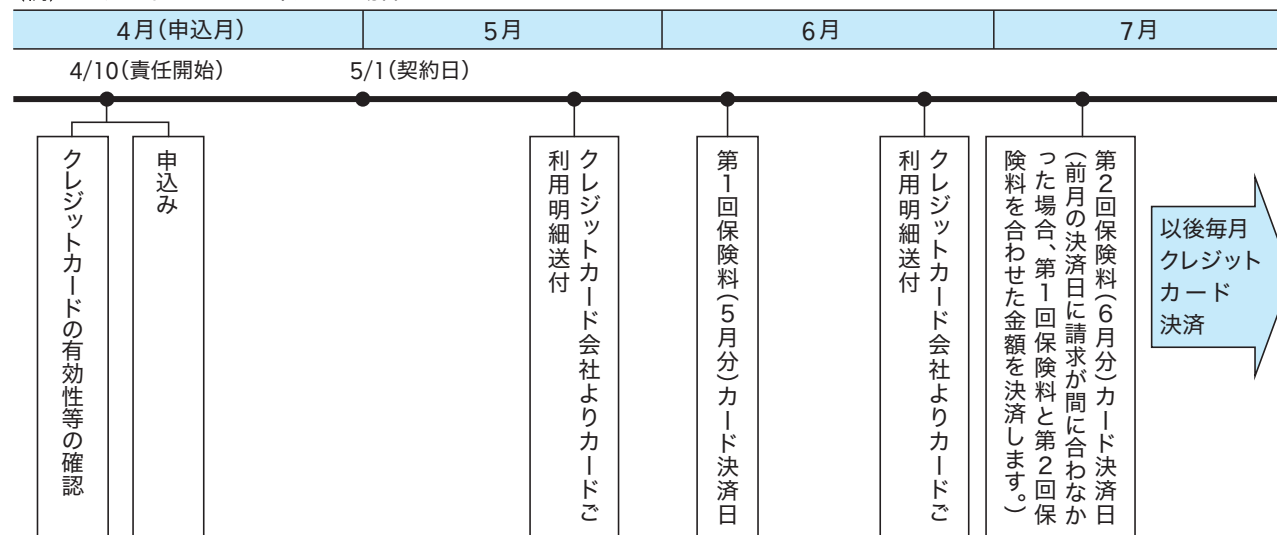 4月(申込月)
5月
6月
7月
4/10(責任開始)
5/1(契約日)
クレジットカードの有効性等の確認
申込み
クレジットカード会社よりカードご
利用明細送付
第1回保険料(5月分)カード決済日
クレジットカード会社よりカードご
利用明細送付
第2回保険料(6月分)カード決済日
(前月の決済日に請求が間に合わなか
った場合、第1回保険料と第2回保
険料を合わせた金額を決済します。)
以後毎月
クレジット
カード
決済